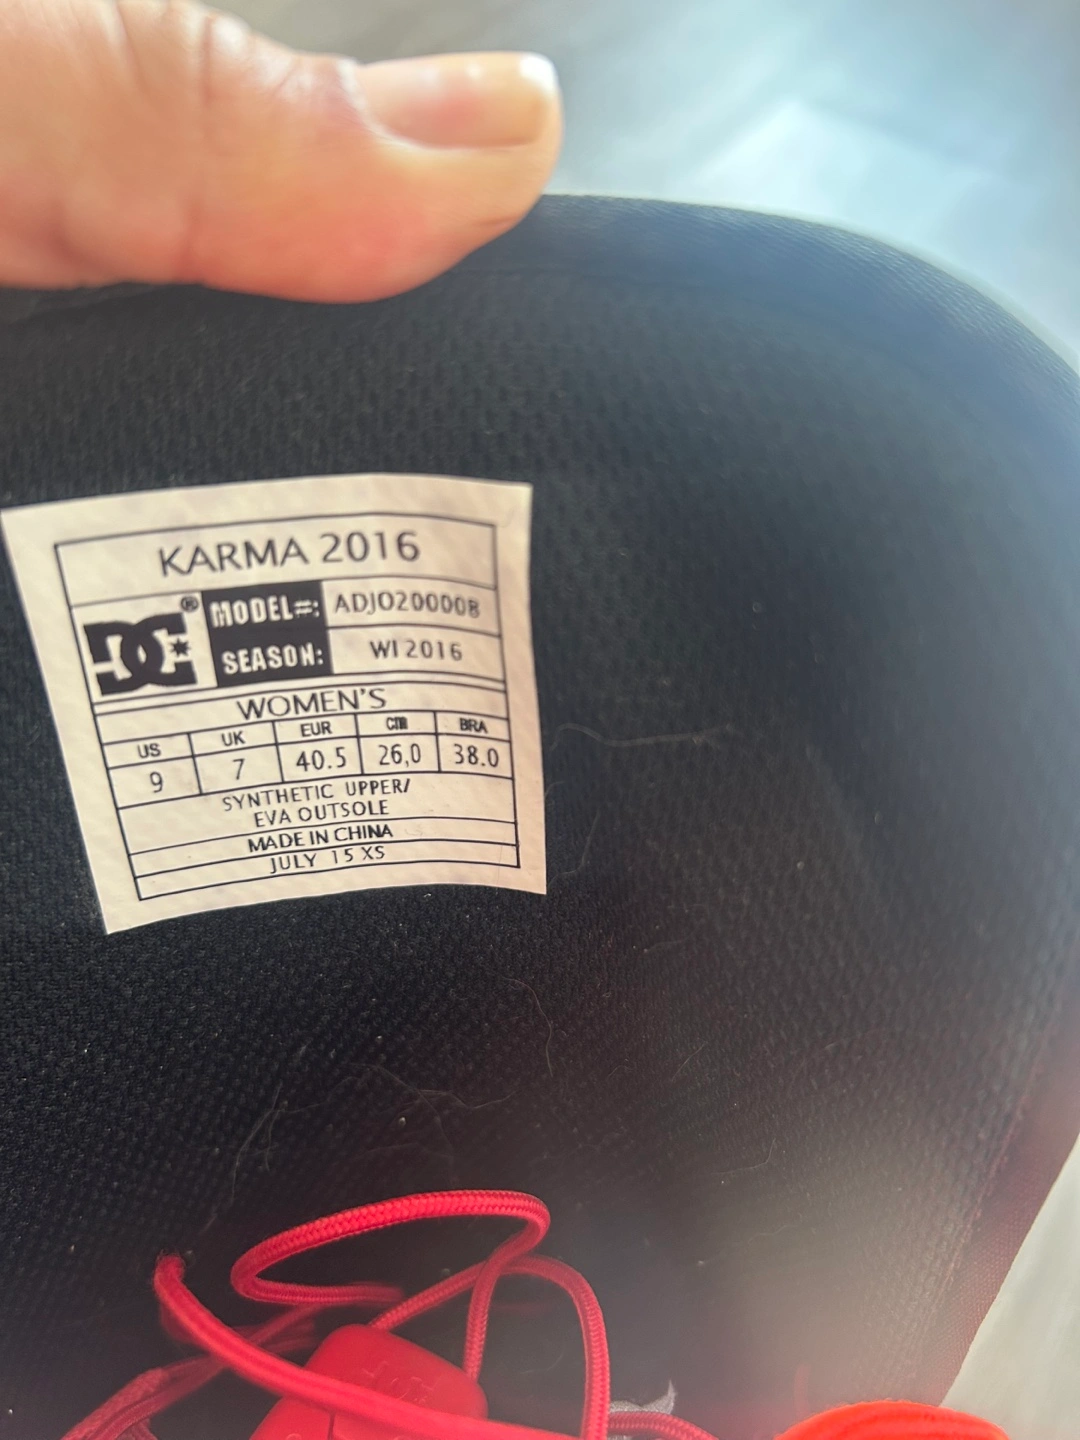 KARMA 2016
DC® MODEL#: ADJO200008
SEASON: WI 2016
WOMEN'S
US UK EUR cm BRA
9 7 40.5 26,0 38.0
SYNTHETIC UPPER/
EVA OUTSOLE
MADE IN CHINA
JULY 15 XS